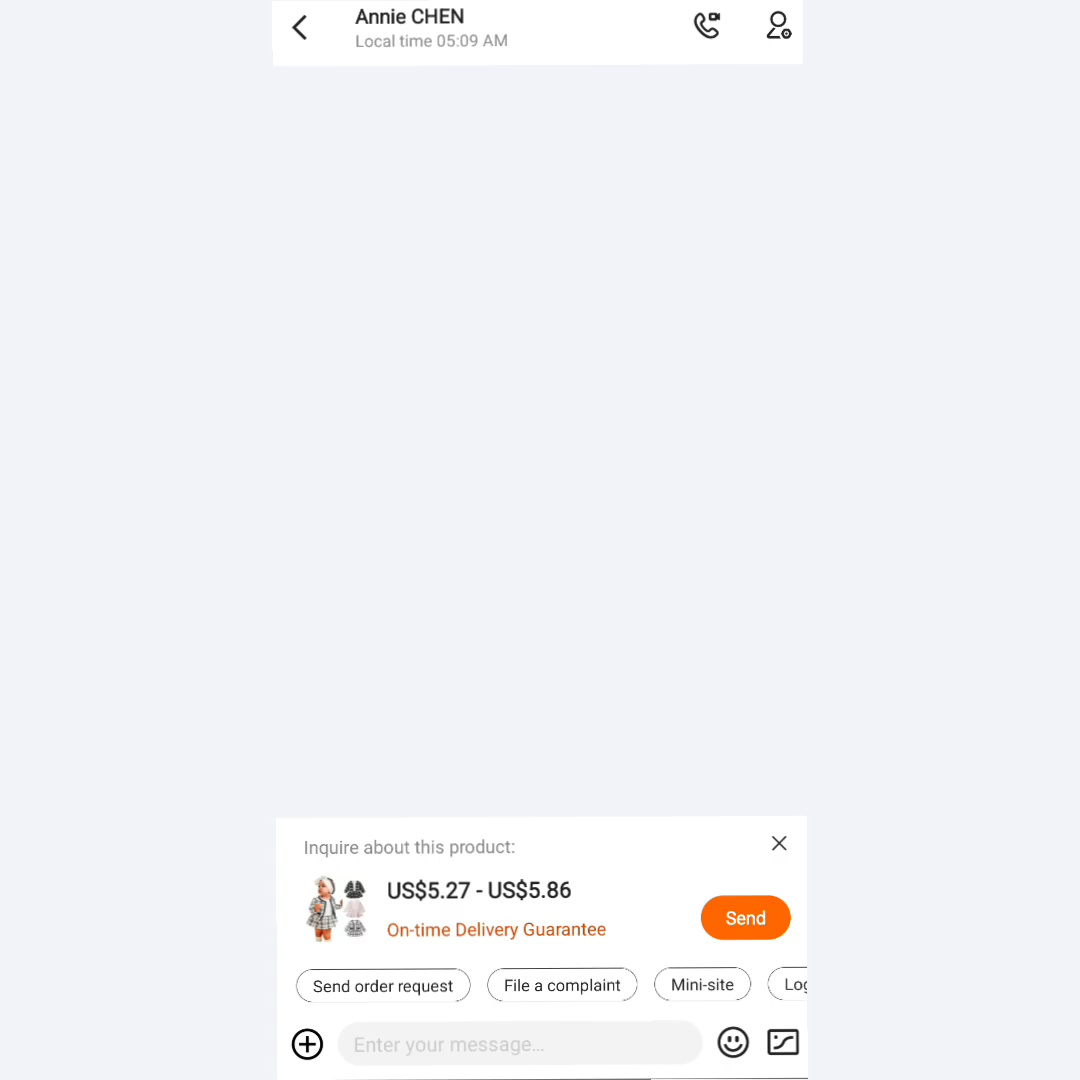 Annie CHEN
Local time 05:09 AM
Inquire about this product:
US$5.27 - US$5.86
On-time Delivery Guarantee
Send
Send order request
File a complaint
Mini-site
Enter your message...